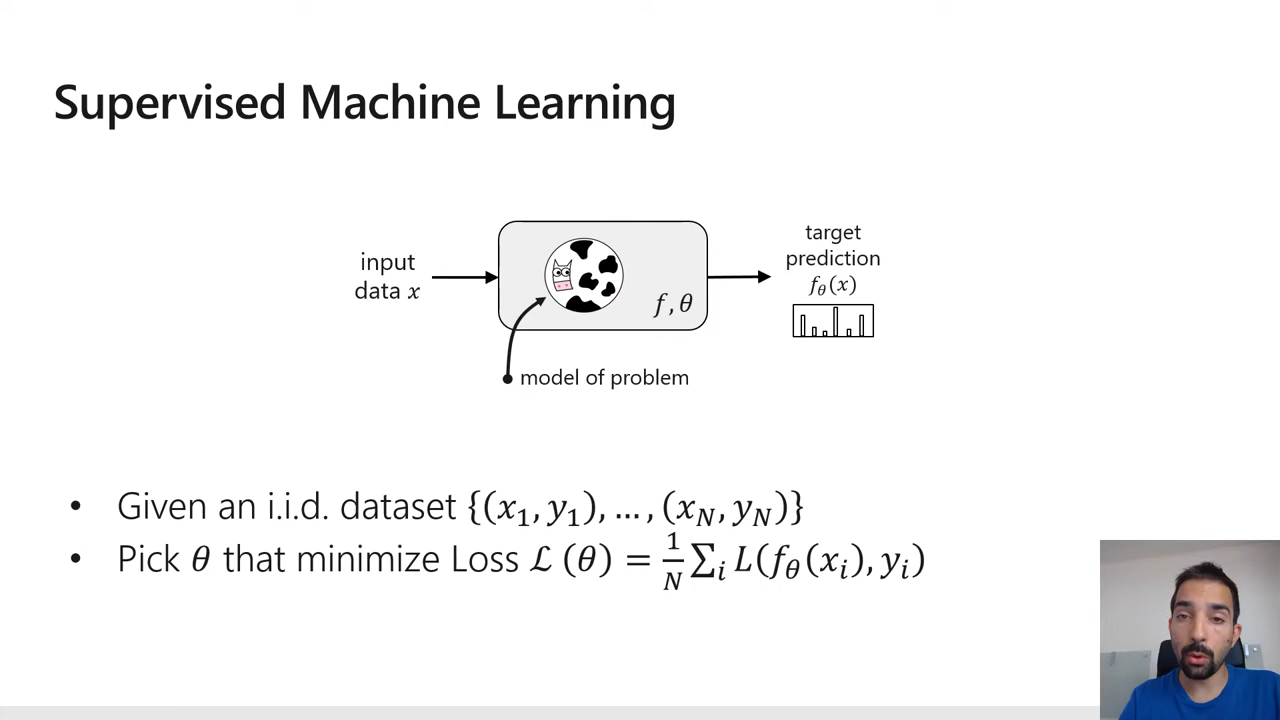 Supervised Machine Learning
input
data x
f, θ
model of problem
target
prediction
f_θ(x)
• Given an i.i.d. dataset {(x₁, y₁), … , (x_N, y_N)}
• Pick θ that minimize Loss ℒ (θ) = 1/N ∑ᵢ L(f_θ(xᵢ), yᵢ)